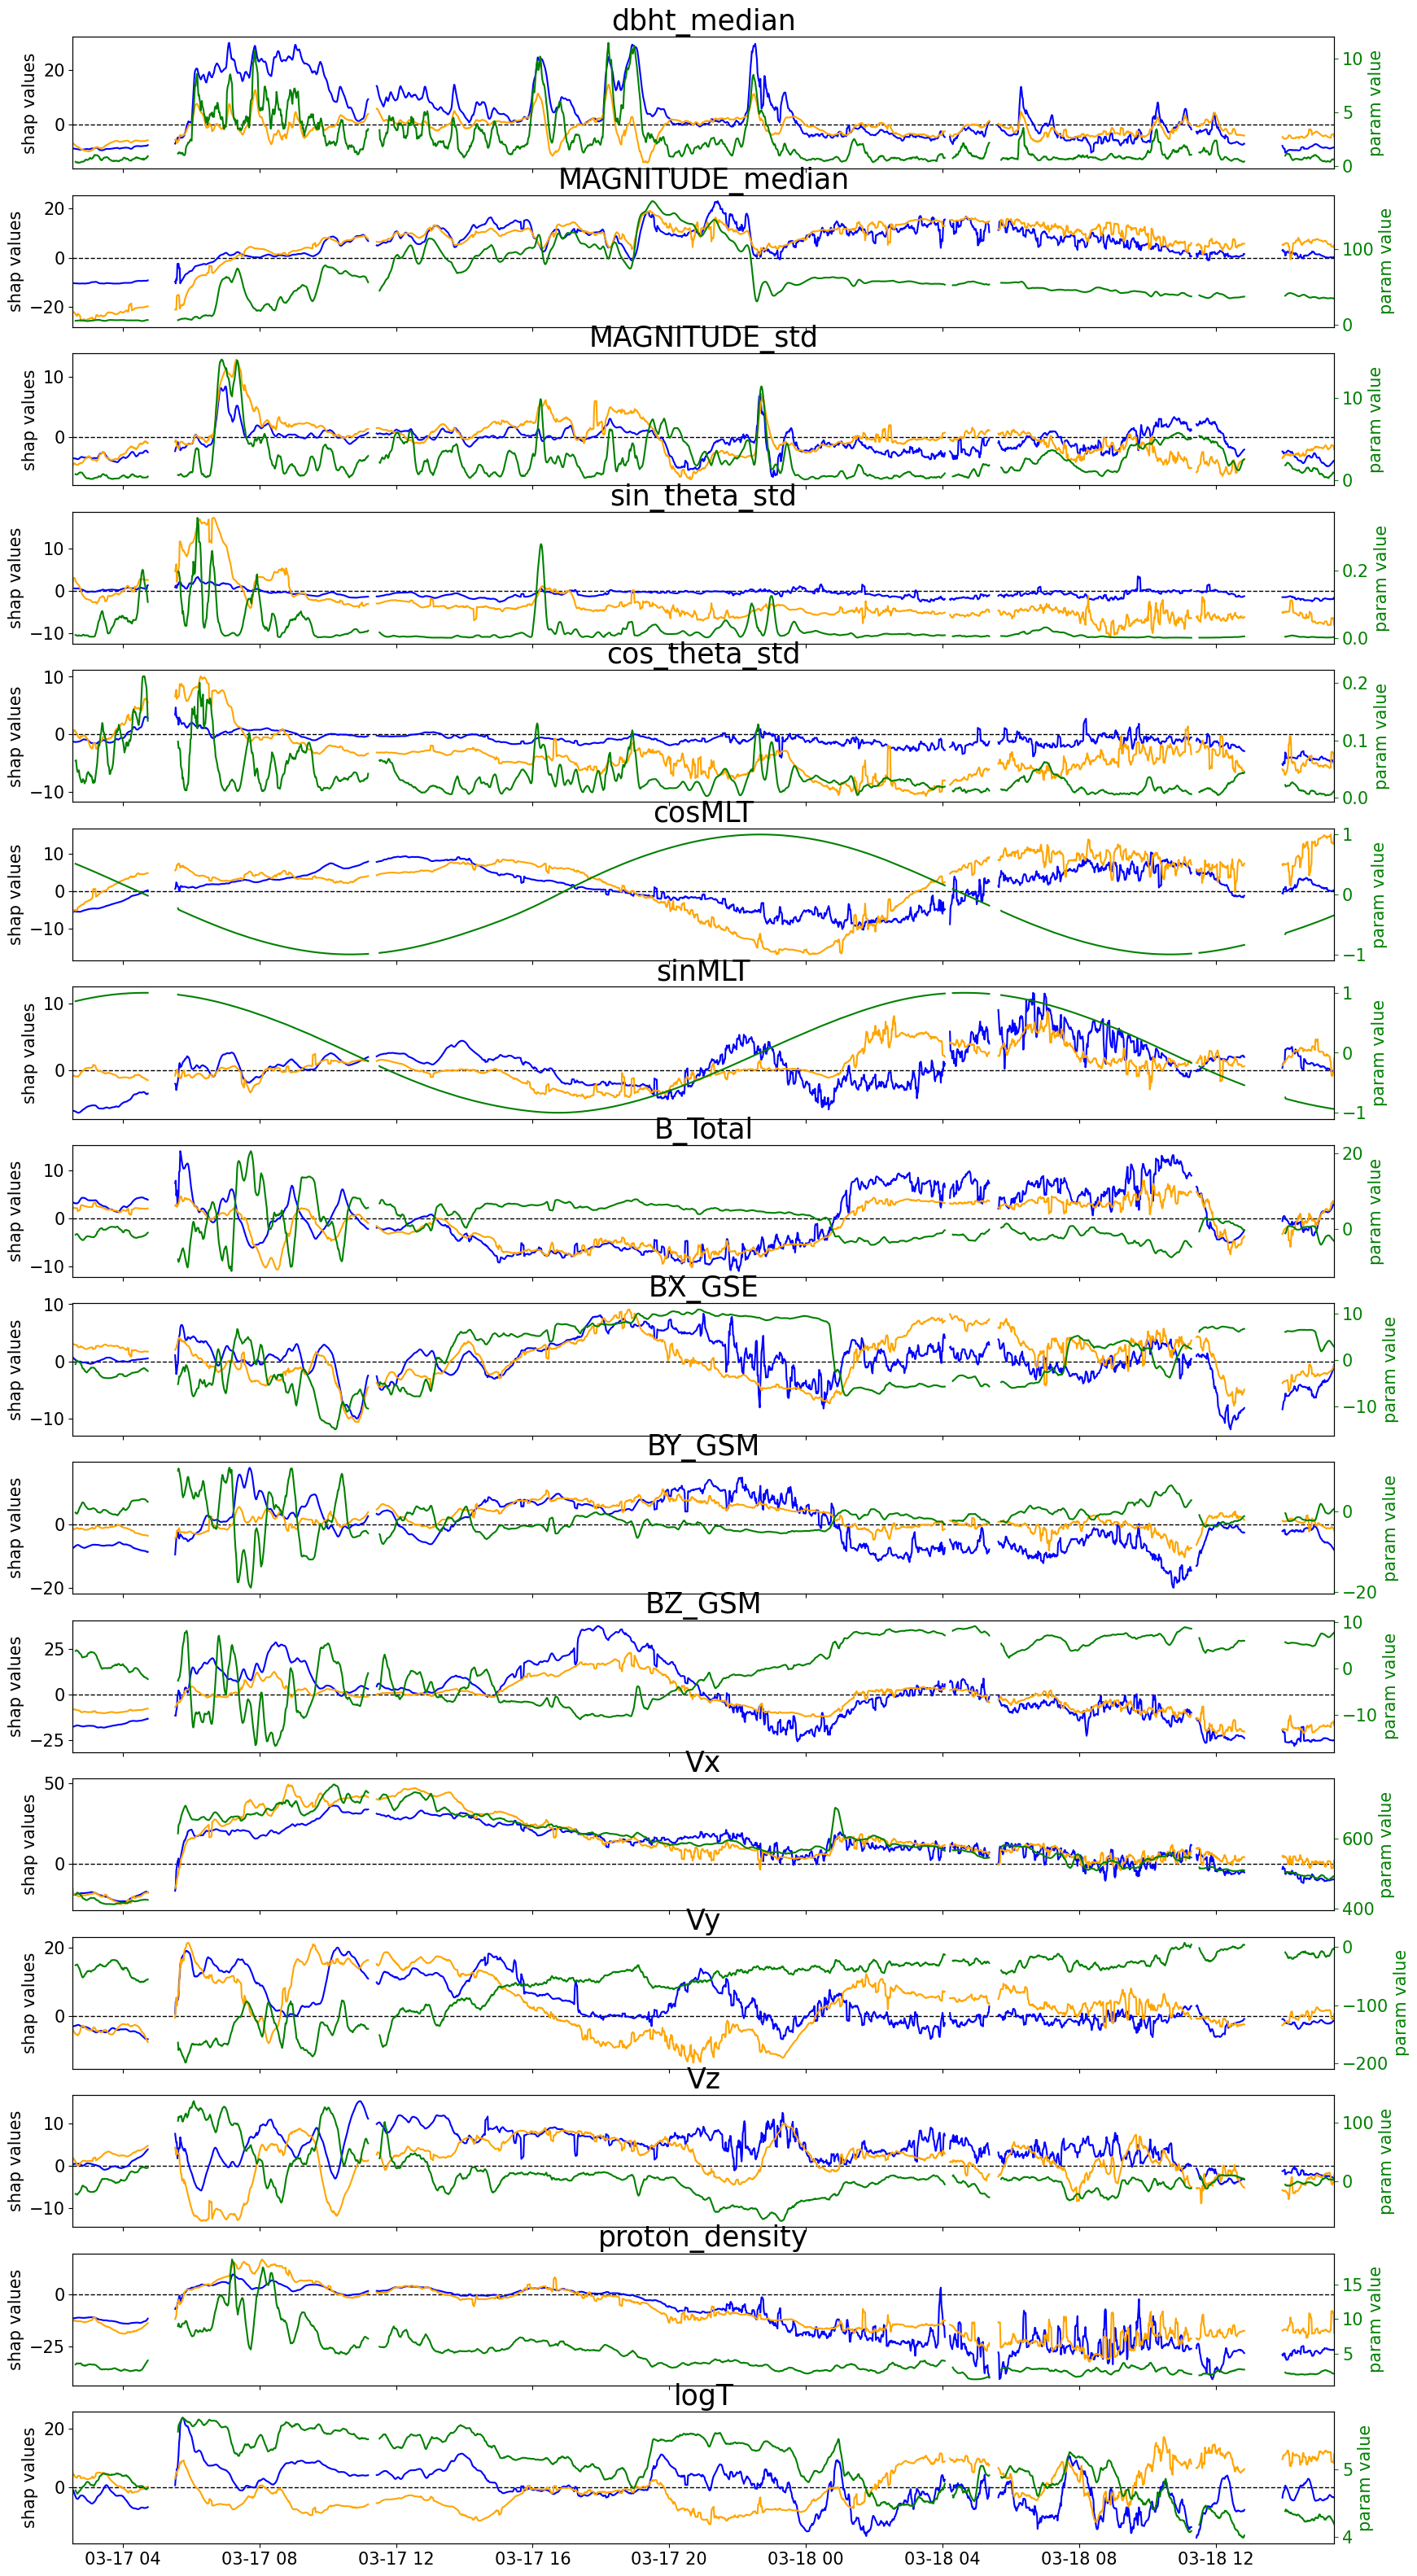 dbht_median
shap values
20
0
10
5
0
param value
MAGNITUDE_median
shap values
20
0
−20
100
0
param value
MAGNITUDE_std
shap values
10
0
10
0
param value
sin_theta_std
shap values
10
0
−10
0.2
0.0
param value
cos_theta_std
shap values
10
0
−10
0.2
0.1
0.0
param value
cosMLT
shap values
10
0
−10
1
0
−1
param value
sinMLT
shap values
10
0
1
0
−1
param value
B_Total
shap values
10
0
−10
20
0
param value
BX_GSE
shap values
10
0
−10
10
0
−10
param value
BY_GSM
shap values
0
−20
0
−20
param value
BZ_GSM
shap values
25
0
−25
10
0
−10
param value
Vx
shap values
50
0
600
400
param value
Vy
shap values
20
0
0
−100
−200
param value
Vz
shap values
10
0
−10
100
0
param value
proton_density
shap values
0
−25
15
10
5
param value
logT
shap values
20
0
5
4
param value
03-17 04 03-17 08 03-17 12 03-17 16 03-17 20 03-18 00 03-18 04 03-18 08 03-18 12